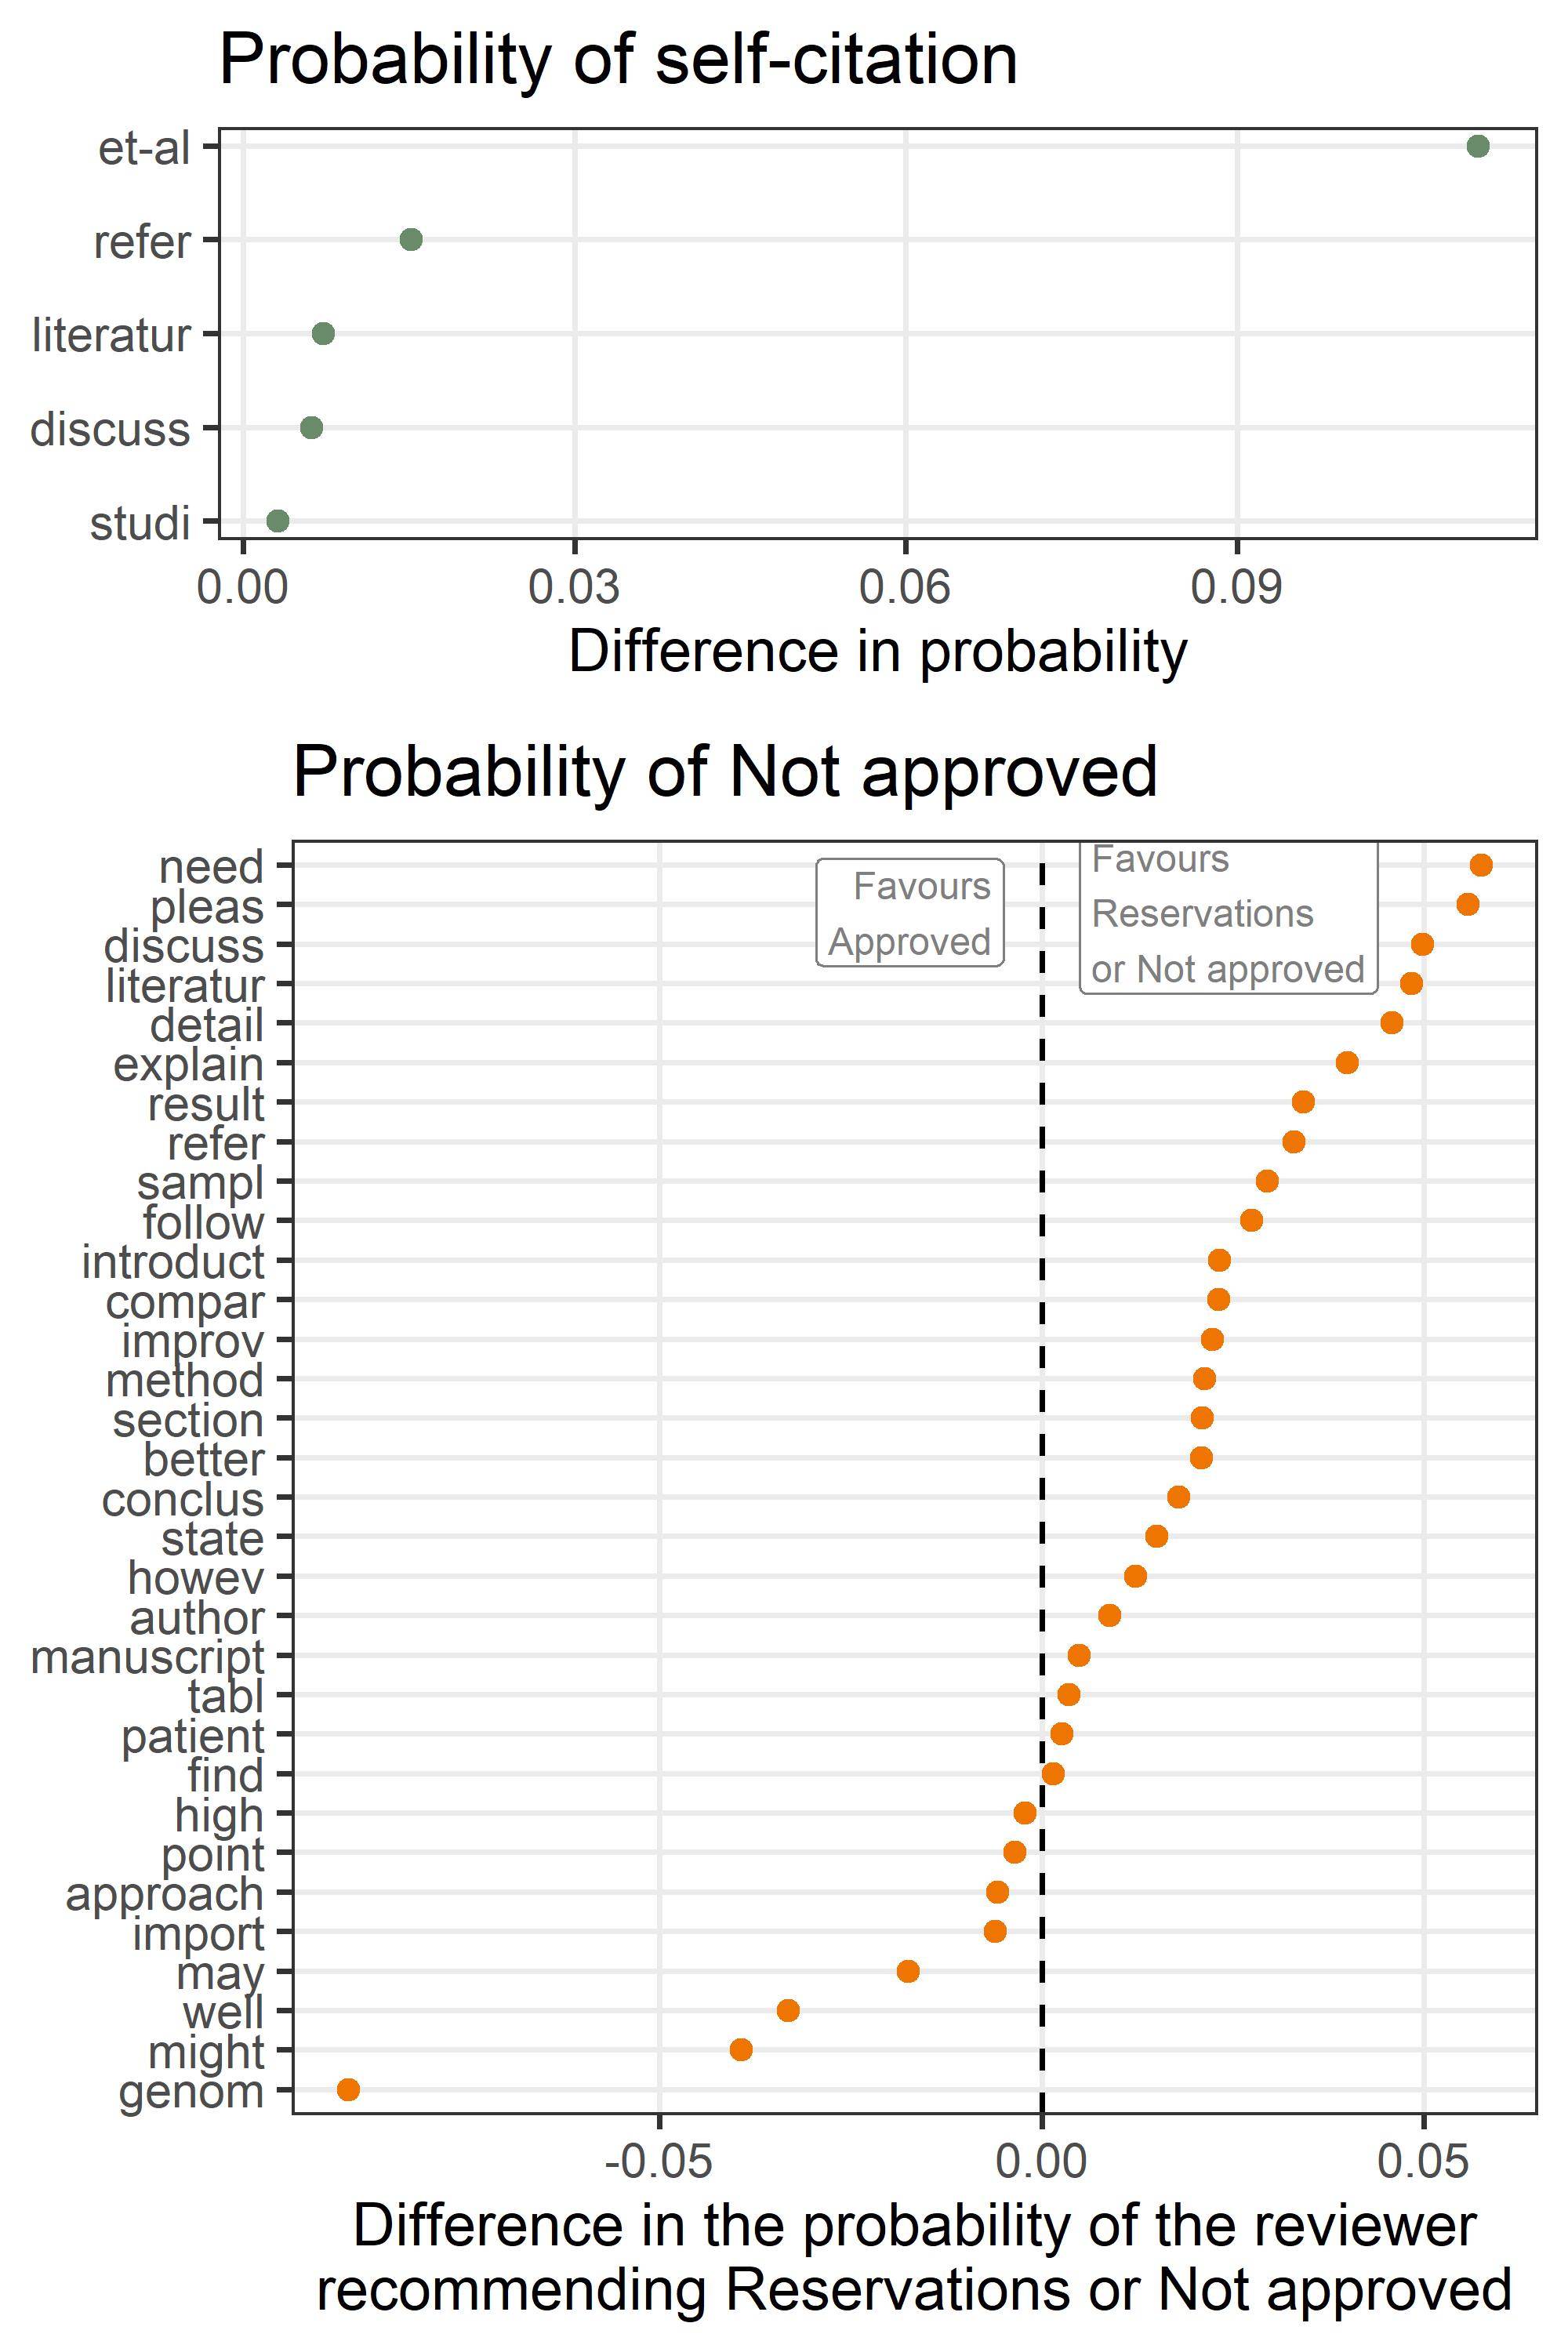 Probability of self-citation
et-al
refer
literatur
discuss
studi
0.00 0.03 0.06 0.09
Difference in probability
Probability of Not approved
need
pleas
discuss
literatur
detail
explain
result
refer
sampl
follow
introduct
compar
improv
method
section
better
conclus
state
howev
author
manuscript
tabl
patient
find
high
point
approach
import
may
well
might
genom
Favours
Approved
Favours
Reservations
or Not approved
-0.05 0.00 0.05
Difference in the probability of the reviewer
recommending Reservations or Not approved